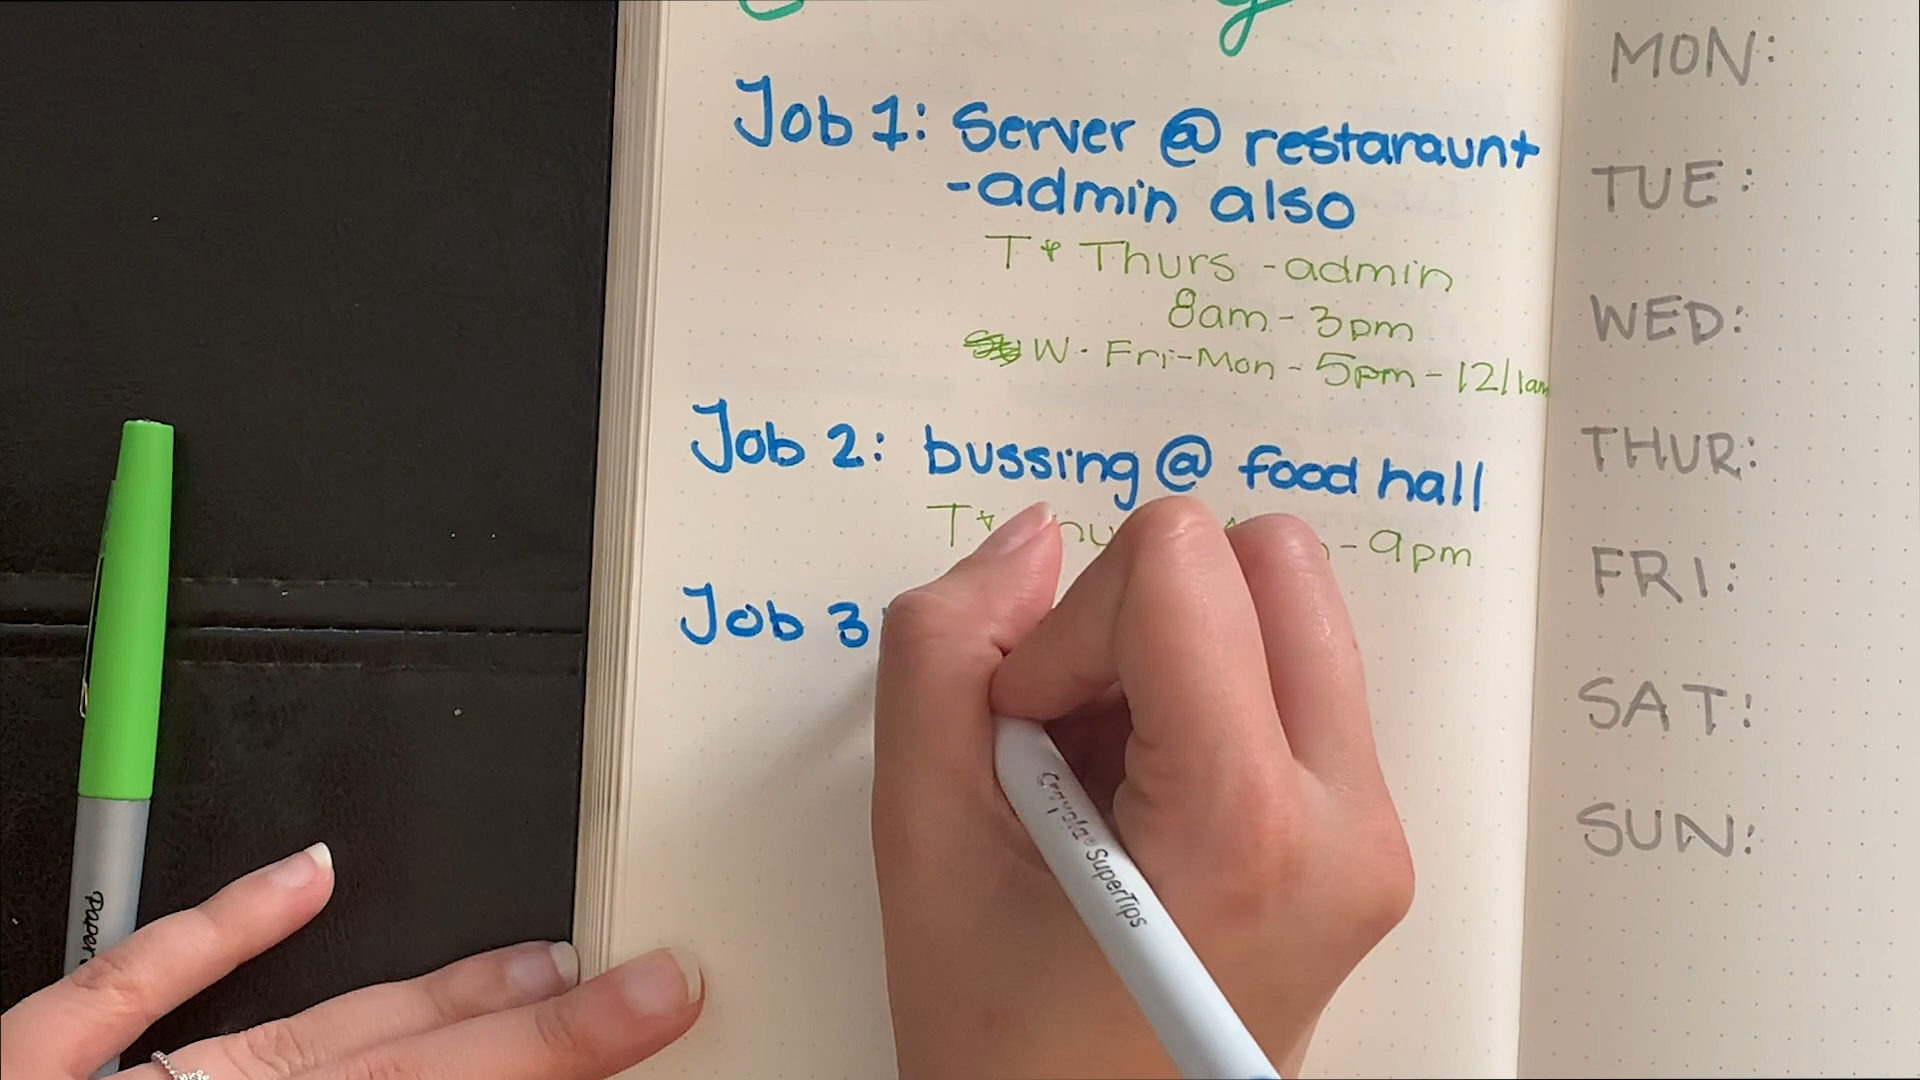 Job 1: Server @ restaraunt
-admin also
T & Thurs - admin
8am - 3pm
W - Fri-Mon - 5pm - 12/1am
Job 2: bussing @ food hall
T & - 9pm
Job 3
MON:
TUE:
WED:
THUR:
FRI:
SAT:
SUN:
Crayola SuperTips
Paper